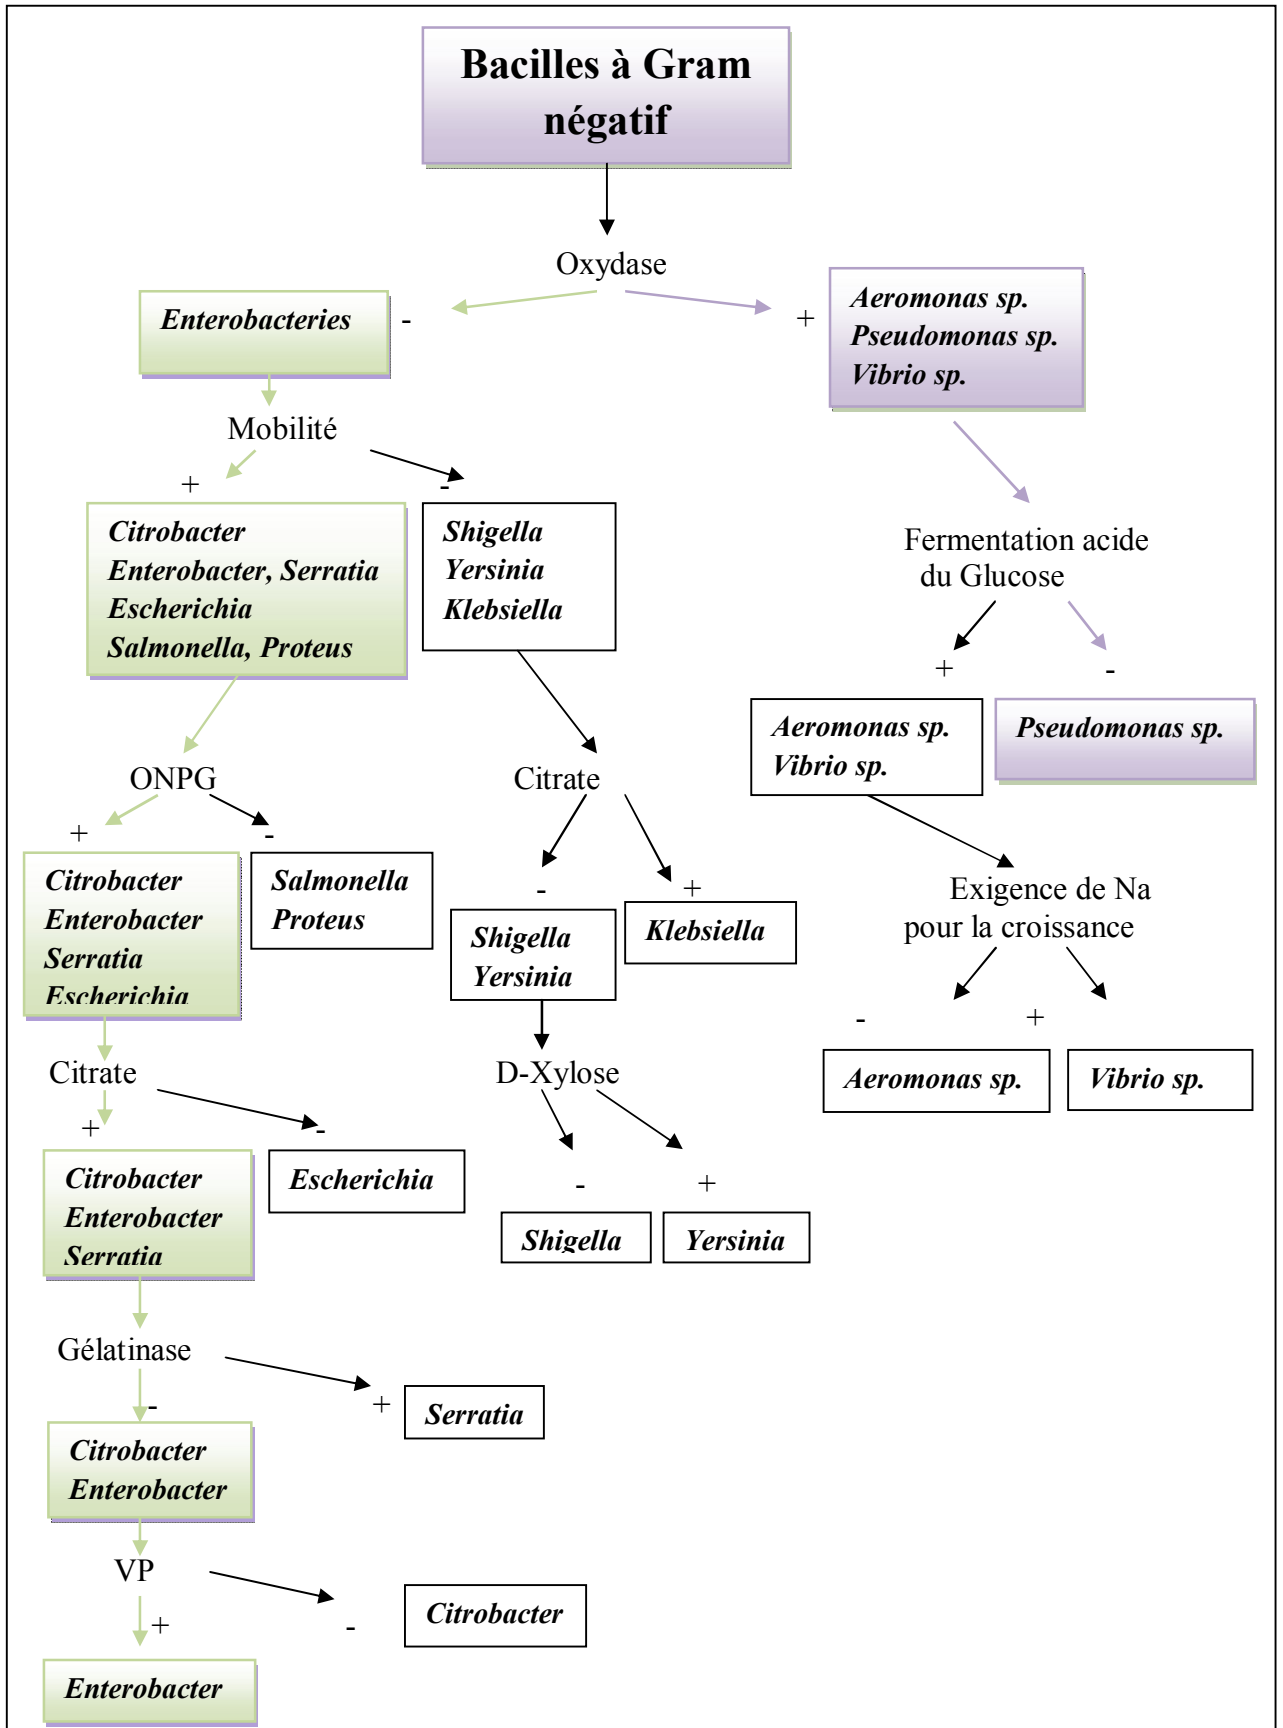 Bacilles à Gram
négatif
Oxydase
Enterobacteries
-
+
Aeromonas sp.
Pseudomonas sp.
Vibrio sp.
Mobilité
+
-
Citrobacter
Enterobacter, Serratia
Escherichia
Salmonella, Proteus
Shigella
Yersinia
Klebsiella
Fermentation acide
du Glucose
+
-
Aeromonas sp.
Vibrio sp.
Pseudomonas sp.
ONPG
+
-
Citrobacter
Enterobacter
Serratia
Escherichia
Salmonella
Proteus
Citrate
-
+
Shigella
Yersinia
Klebsiella
Exigence de Na
pour la croissance
-
+
Aeromonas sp.
Vibrio sp.
Citrate
+
-
Citrobacter
Enterobacter
Serratia
Escherichia
D-Xylose
-
+
Shigella
Yersinia
Gélatinase
-
+
Serratia
Citrobacter
Enterobacter
VP
+
-
Citrobacter
Enterobacter